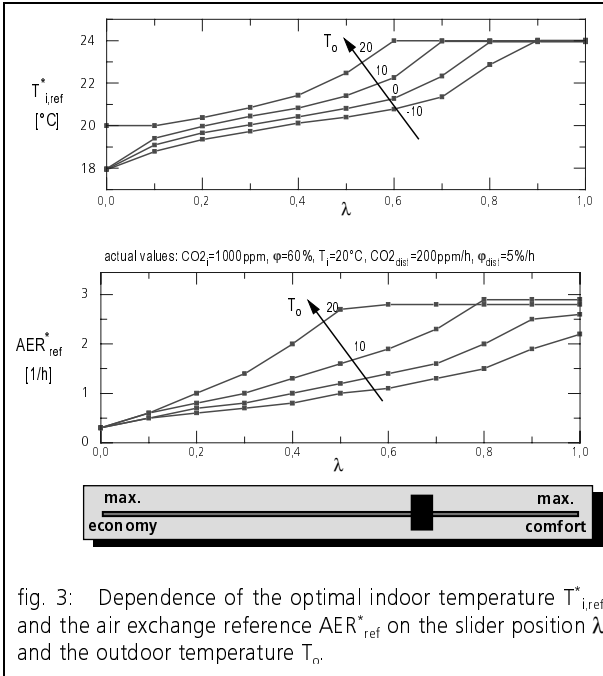 24
22
20
18
T*i,ref
[°C]
To
20
10
0
-10
0,0 0,2 0,4 0,6 0,8 1,0
λ
actual values: CO2i=1000ppm, φ=60%, Ti=20°C, CO2dist=200ppm/h, φdist=5%/h
3
2
1
0
AER*ref
[1/h]
To
20
10
0,0 0,2 0,4 0,6 0,8 1,0
λ
max. max.
economy comfort
fig. 3: Dependence of the optimal indoor temperature T*i,ref
and the air exchange reference AER*ref on the slider position λ
and the outdoor temperature To.